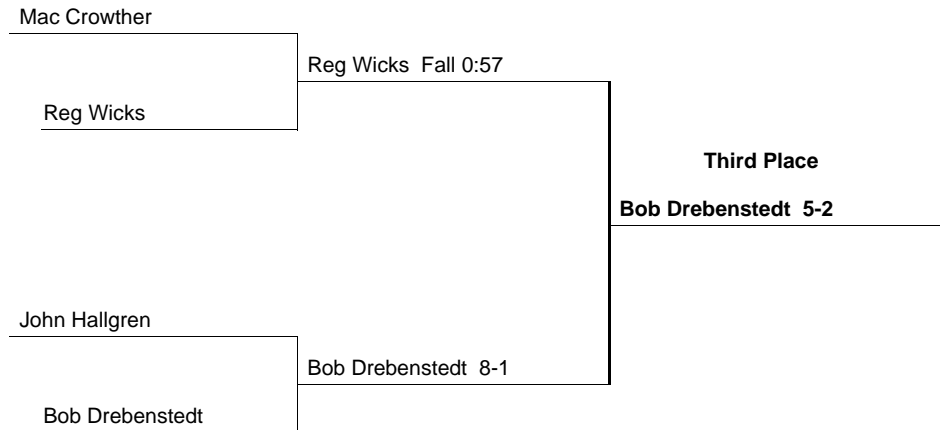 Mac Crowther
Reg Wicks  Fall 0:57
Reg Wicks
Third Place
Bob Drebenstedt  5-2
John Hallgren
Bob Drebenstedt  8-1
Bob Drebenstedt